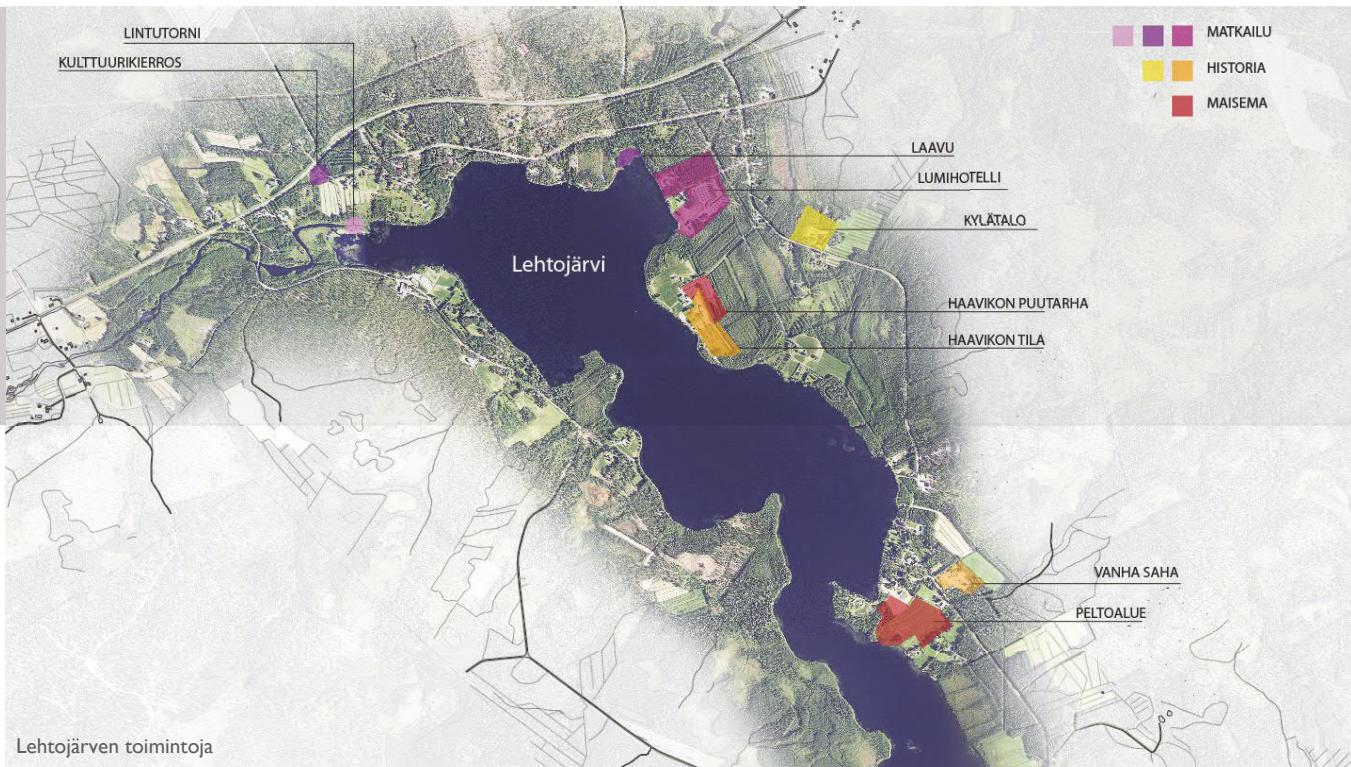 LINTUTORNI
KULTTUURIKIERROS
MATKAILU
HISTORIA
MAISEMA
LAAVU
LUMIHOTELLI
KYLÄTALO
Lehtojärvi
HAAVIKON PUUTARHA
HAAVIKON TILA
VANHA SAHA
PELTOALUE
Lehtojärven toimintoja